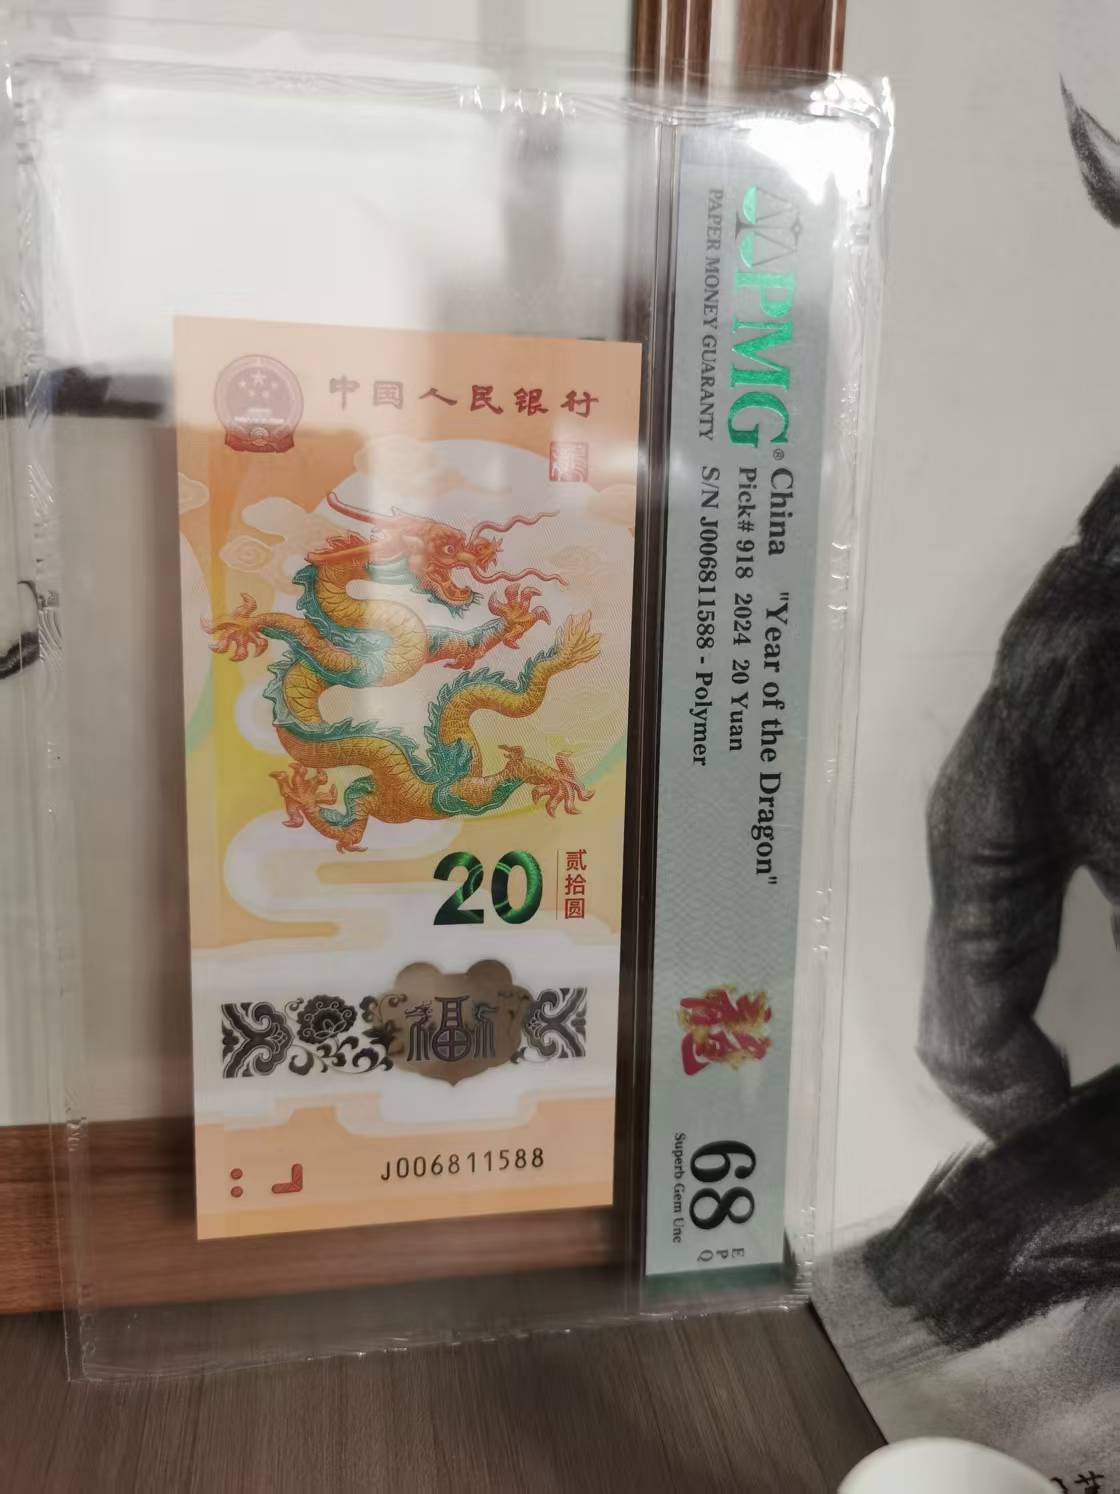 中国人民银行
20
贰拾圆
福
J006811588
PMG®
PAPER MONEY GUARANTY
China "Year of the Dragon"
Pick# 918 2024 20 Yuan
S/N J006811588 - Polymer
68
EPQ
Superb Gem Unc